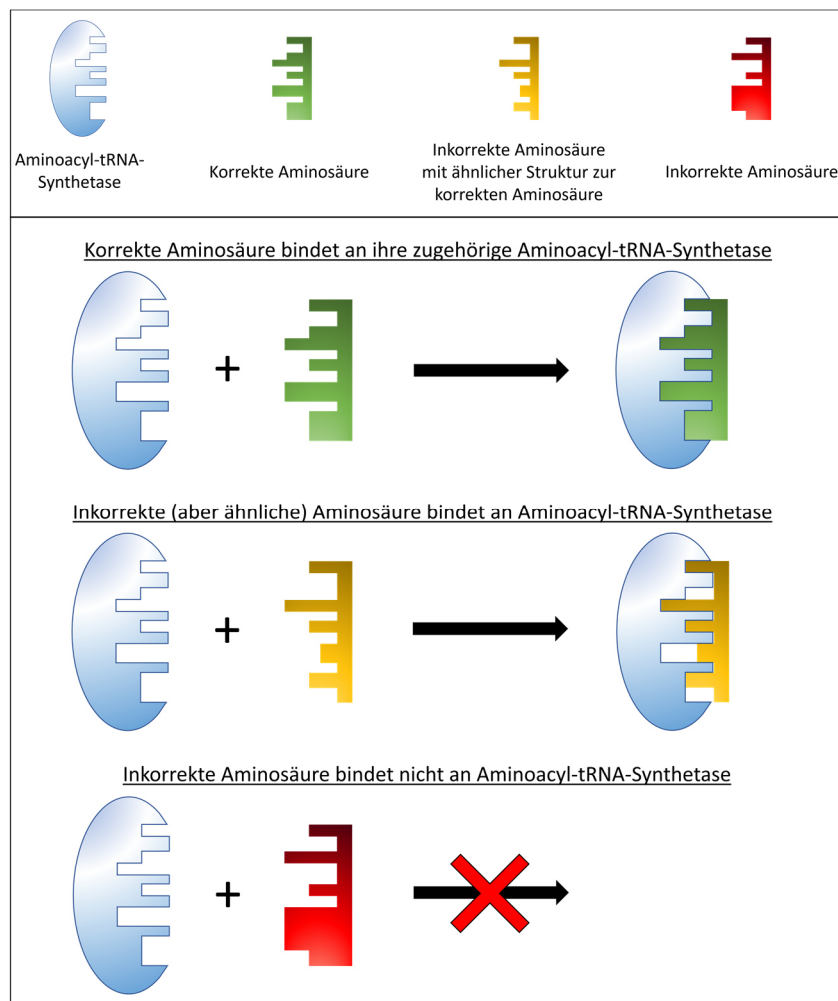 Aminoacyl-tRNA-
Synthetase
Korrekte Aminosäure
Inkorrekte Aminosäure
mit ähnlicher Struktur zur
korrekten Aminosäure
Inkorrekte Aminosäure
Korrekte Aminosäure bindet an ihre zugehörige Aminoacyl-tRNA-Synthetase
+
Inkorrekte (aber ähnliche) Aminosäure bindet an Aminoacyl-tRNA-Synthetase
+
Inkorrekte Aminosäure bindet nicht an Aminoacyl-tRNA-Synthetase
+